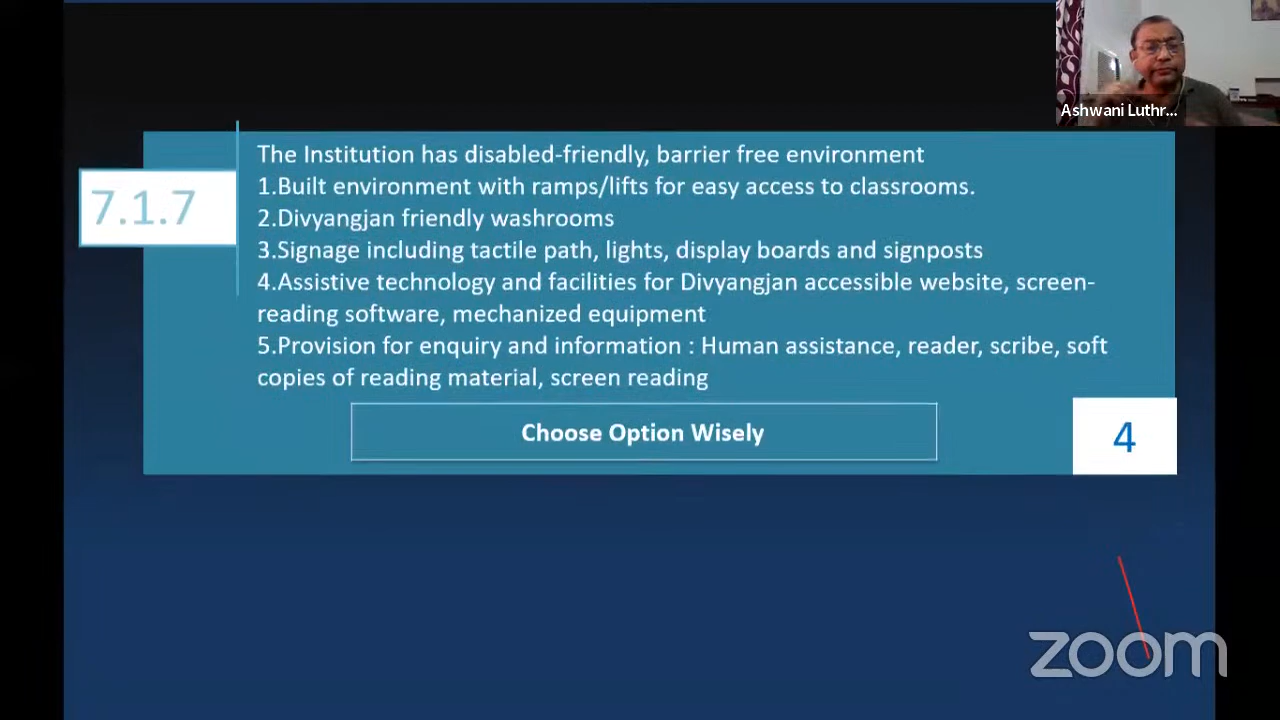 Ashwani Luthr...
The Institution has disabled-friendly, barrier free environment
7.1.7
1.Built environment with ramps/lifts for easy access to classrooms.
2.Divyangjan friendly washrooms
3.Signage including tactile path, lights, display boards and signposts
4.Assistive technology and facilities for Divyangjan accessible website, screen-
reading software, mechanized equipment
5.Provision for enquiry and information : Human assistance, reader, scribe, soft
copies of reading material, screen reading
Choose Option Wisely
4
zoom